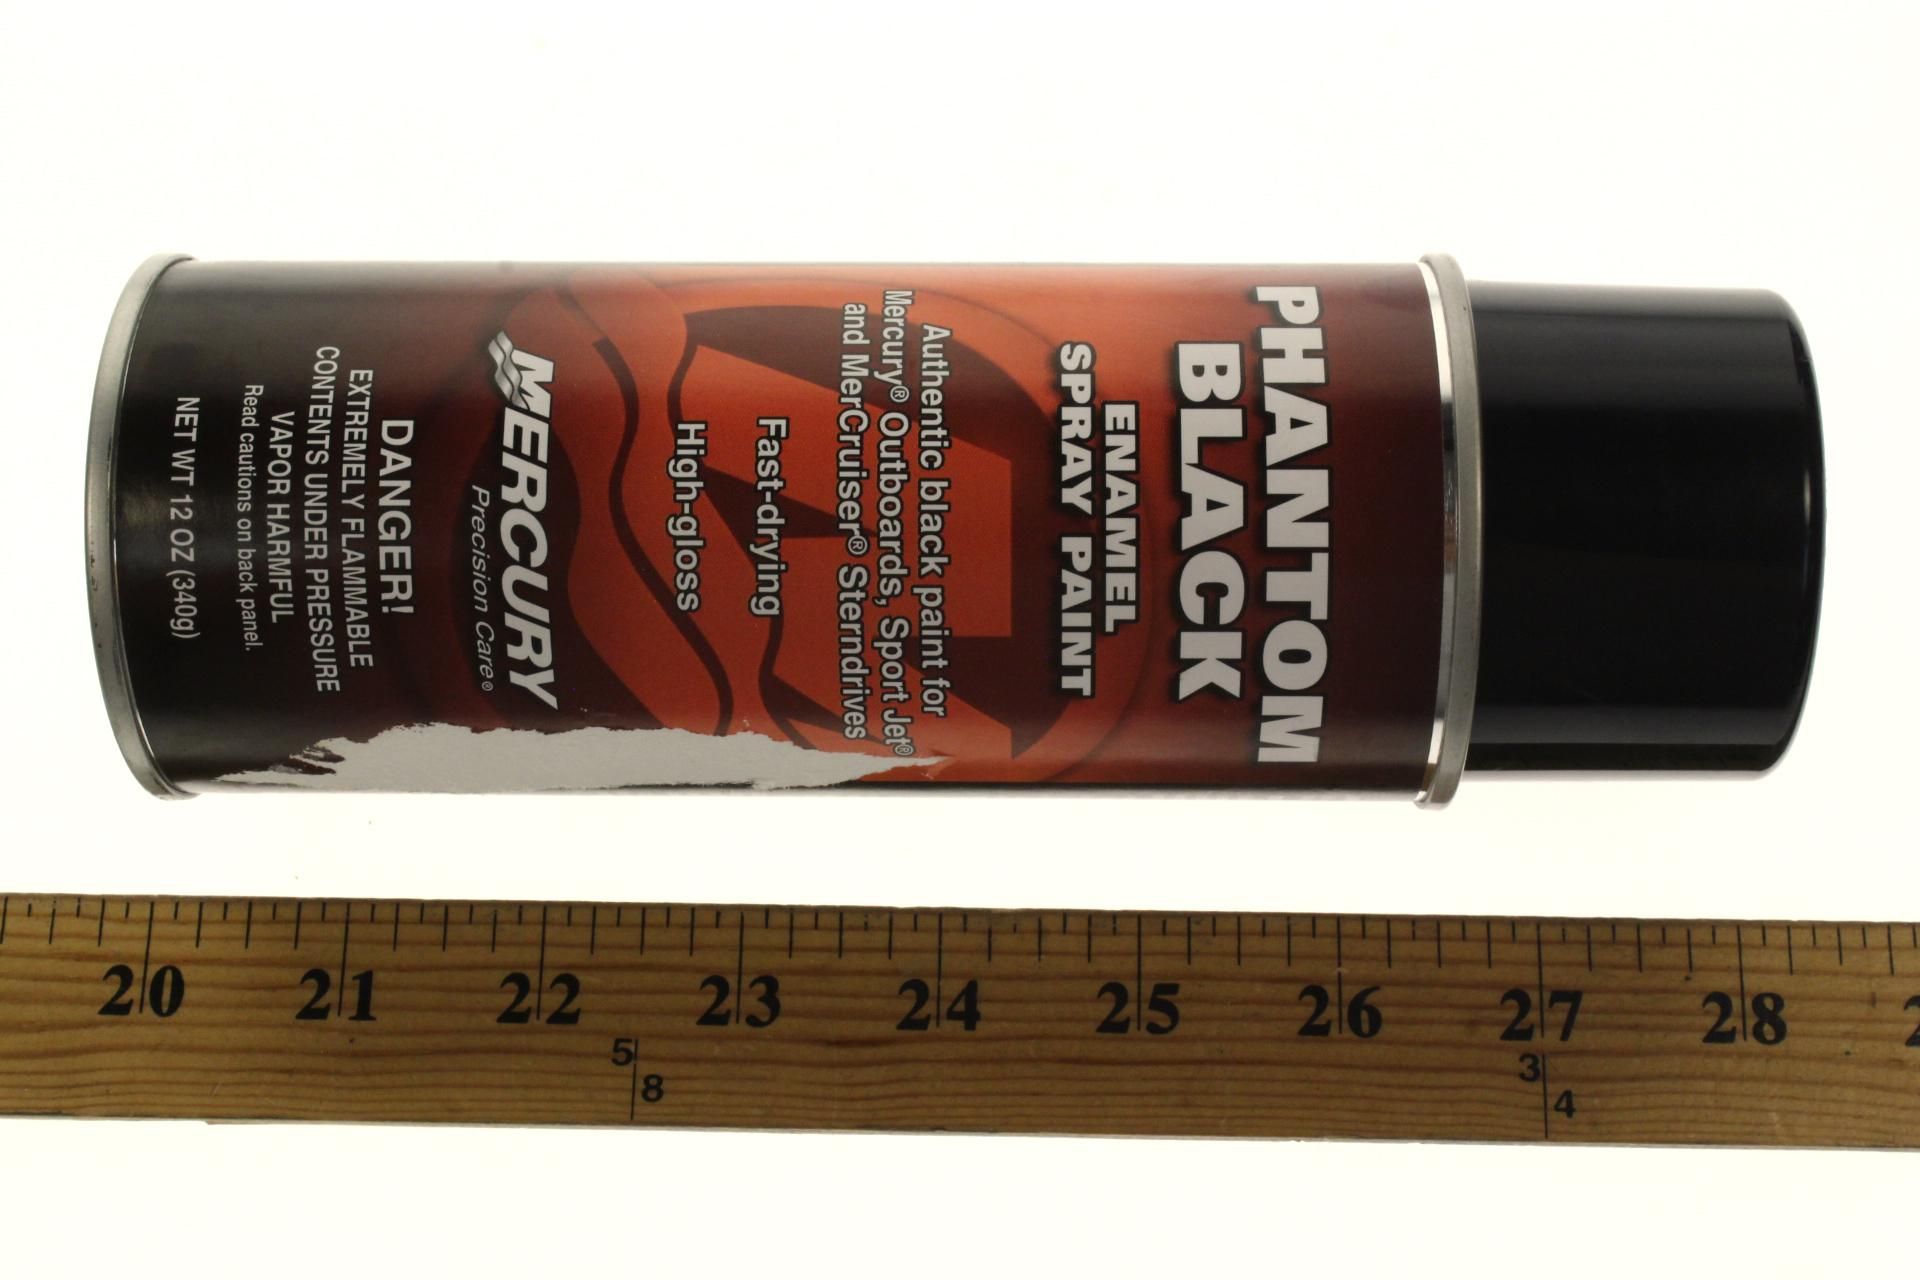 PHANTOM
BLACK
ENAMEL
SPRAY PAINT
Authentic black paint for
Mercury® Outboards, Sport Jet®
and MerCruiser® Sterndrives
Fast-drying
High-gloss
MERCURY
Precision Care®
DANGER!
EXTREMELY FLAMMABLE
CONTENTS UNDER PRESSURE
VAPOR HARMFUL
Read cautions on back panel.
NET WT 12 OZ (340g)
20 21 22 23 24 25 26 27 28 2
5 3
8 4